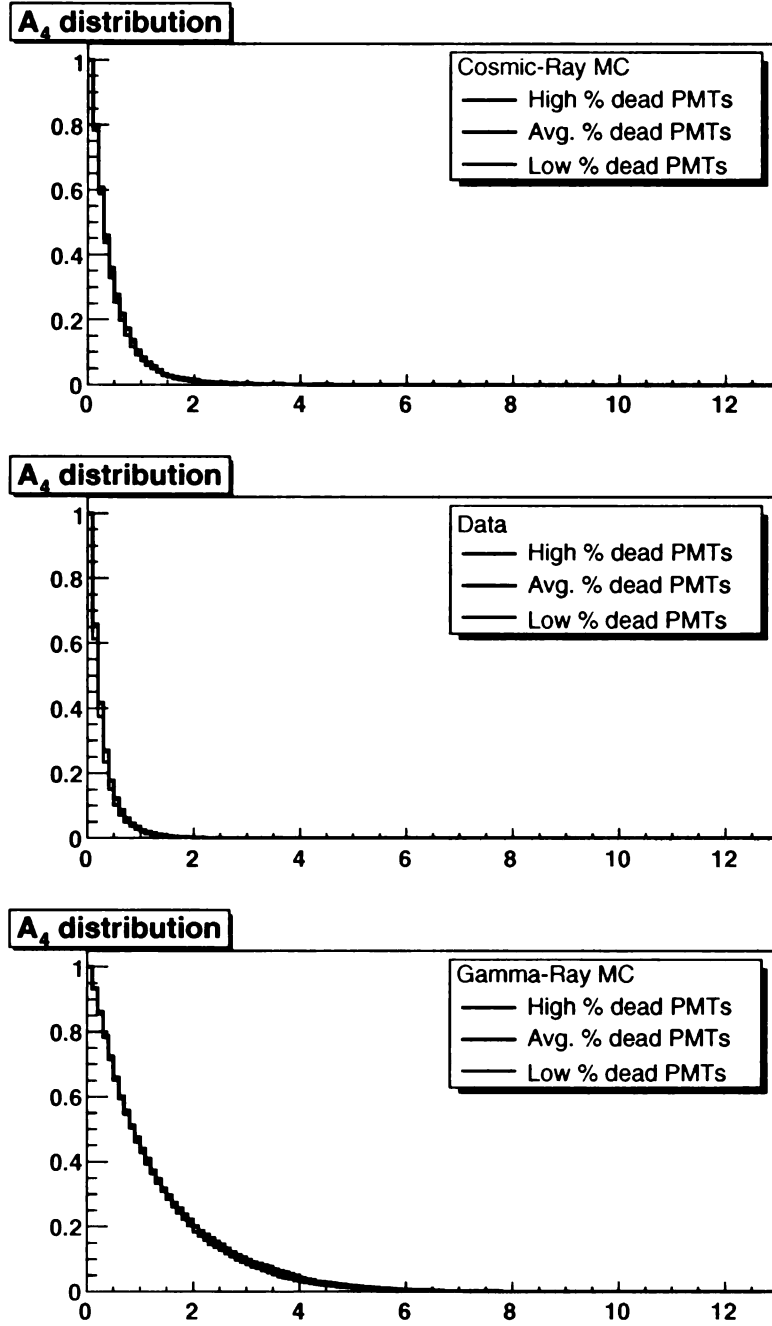 A4 distribution
Cosmic-Ray MC
High % dead PMTs
Avg. % dead PMTs
Low % dead PMTs
1
0.8
0.6
0.4
0.2
0
0 2 4 6 8 10 12
A4 distribution
Data
High % dead PMTs
Avg. % dead PMTs
Low % dead PMTs
1
0.8
0.6
0.4
0.2
0
0 2 4 6 8 10 12
A4 distribution
Gamma-Ray MC
High % dead PMTs
Avg. % dead PMTs
Low % dead PMTs
1
0.8
0.6
0.4
0.2
0
0 2 4 6 8 10 12